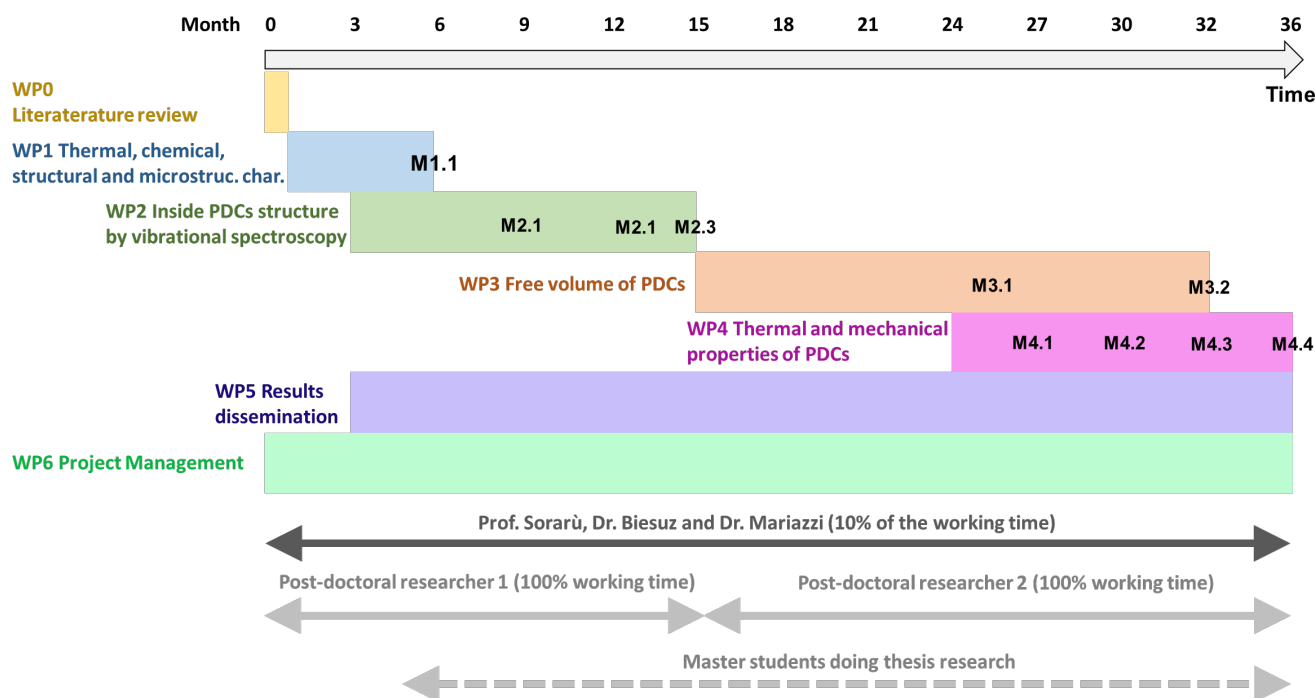 Month 0 3 6 9 12 15 18 21 24 27 30 32 36
Time
WP0
Literaterature review
WP1 Thermal, chemical,
structural and microstruc. char.
M1.1
WP2 Inside PDCs structure
by vibrational spectroscopy
M2.1 M2.1 M2.3
WP3 Free volume of PDCs
M3.1 M3.2
WP4 Thermal and mechanical
properties of PDCs
M4.1 M4.2 M4.3 M4.4
WP5 Results
dissemination
WP6 Project Management
Prof. Sorarù, Dr. Biesuz and Dr. Mariazzi (10% of the working time)
Post-doctoral researcher 1 (100% working time) Post-doctoral researcher 2 (100% working time)
Master students doing thesis research